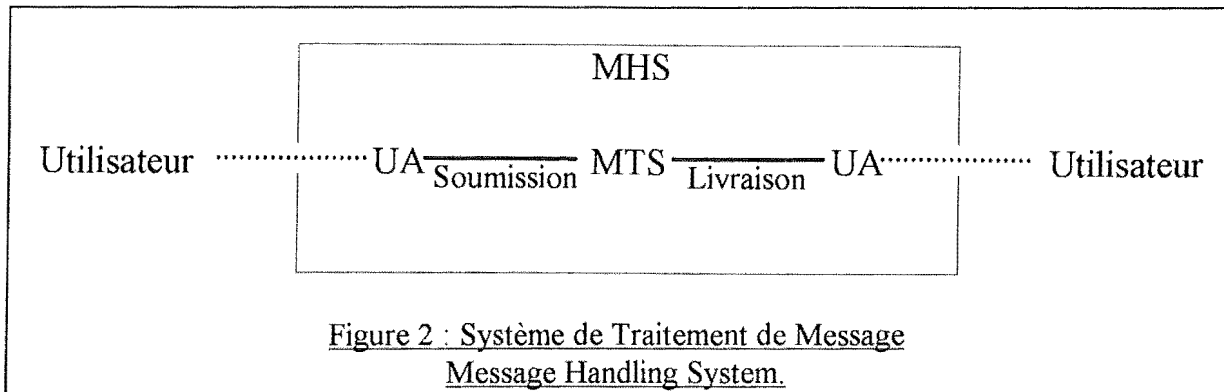 MHS
Utilisateur UA MTS UA Utilisateur
Soumission Livraison
Figure 2 : Système de Traitement de Message
Message Handling System.